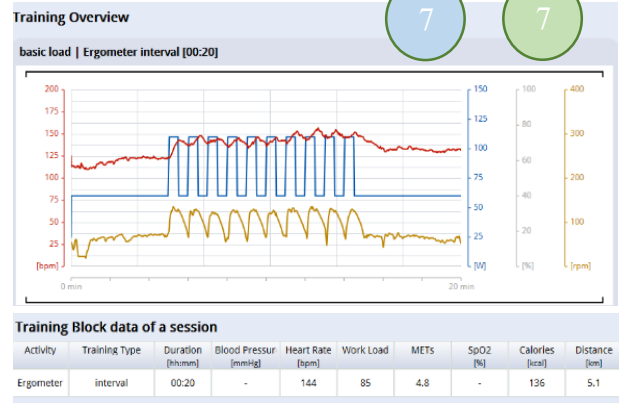 Training Overview
7
7
basic load | Ergometer interval [00:20]
200
150
100
400
175
125
150
80
300
125
100
60
100
75
200
75
40
50
50
100
20
25
25
[bpm]
[W]
[%]
[rpm]
0 min
20 min
Training Block data of a session
Activity Training Type Duration Blood Pressur Heart Rate Work Load METs SpO2 Calories Distance
[hh:mm] [mmHg] [bpm] [%] [kcal] [km]
Ergometer interval 00:20 - 144 85 4.8 - 136 5.1